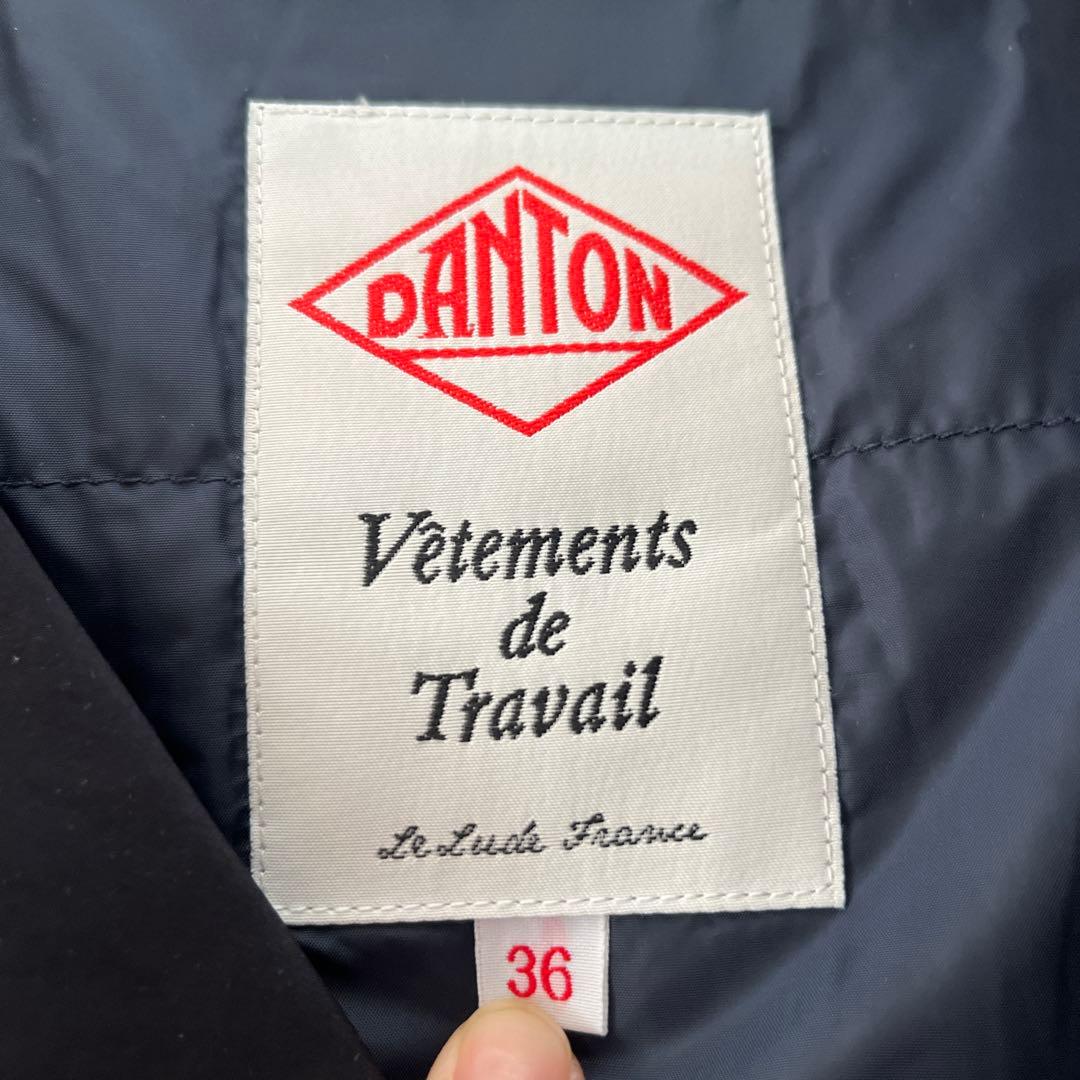 DANTON
Vêtements
de
Travail
Le Lude France
36